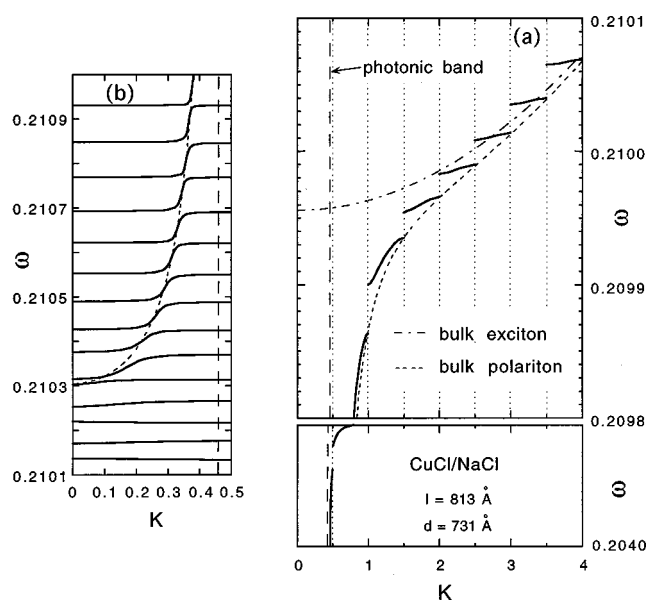 (b)
0.2109
0.2107
0.2105
0.2103
0.2101
ω
0 0.1 0.2 0.3 0.4 0.5
K
(a)
photonic band
bulk exciton
bulk polariton
0.2101
0.2100
0.2099
0.2098
ω
CuCl/NaCl
l = 813 Å
d = 731 Å
ω
0.2040
0 1 2 3 4
K